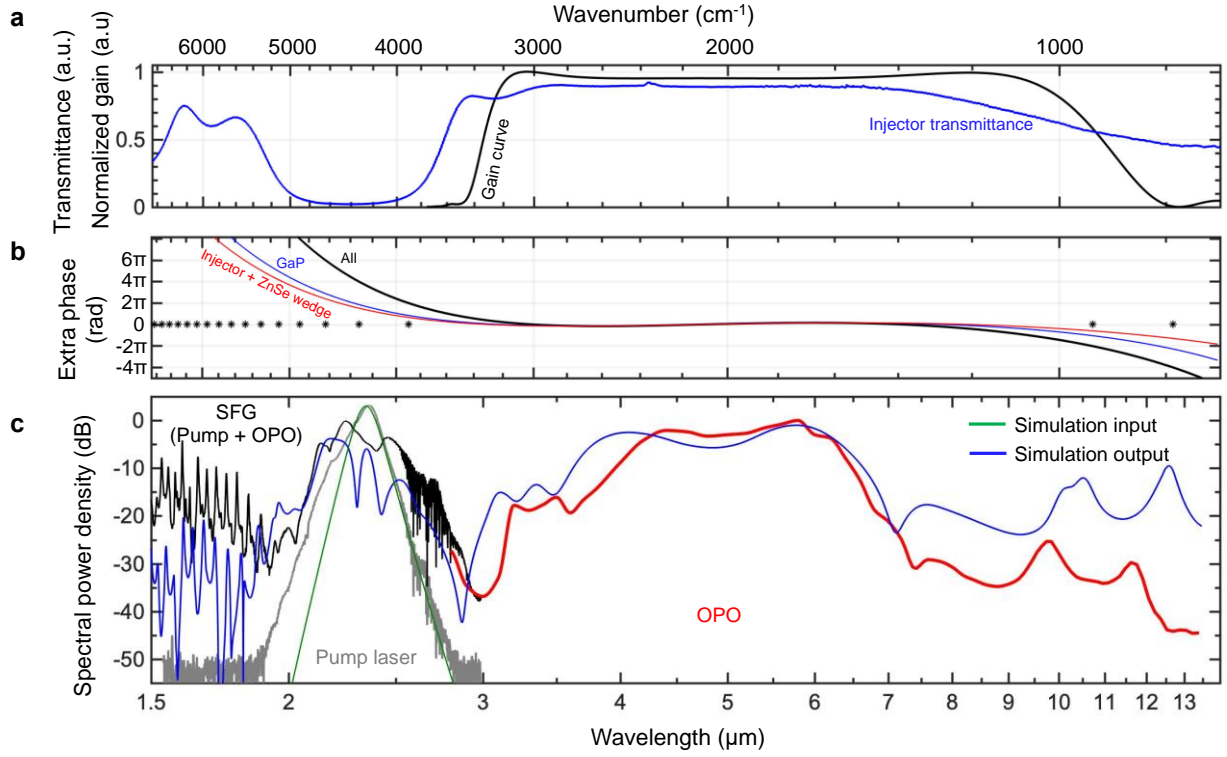 Wavenumber (cm⁻¹)
a
6000 5000 4000 3000 2000 1000
Transmittance (a.u.)
Normalized gain (a.u)
1
0.5
0
Gain curve
Injector transmittance
b
Extra phase
(rad)
6π
4π
2π
0
-2π
-4π
Injector + ZnSe wedge
GaP
All
c
Spectral power density (dB)
0
-10
-20
-30
-40
-50
SFG
(Pump + OPO)
Pump laser
OPO
Simulation input
Simulation output
1.5 2 3 4 5 6 7 8 9 10 11 12 13
Wavelength (µm)